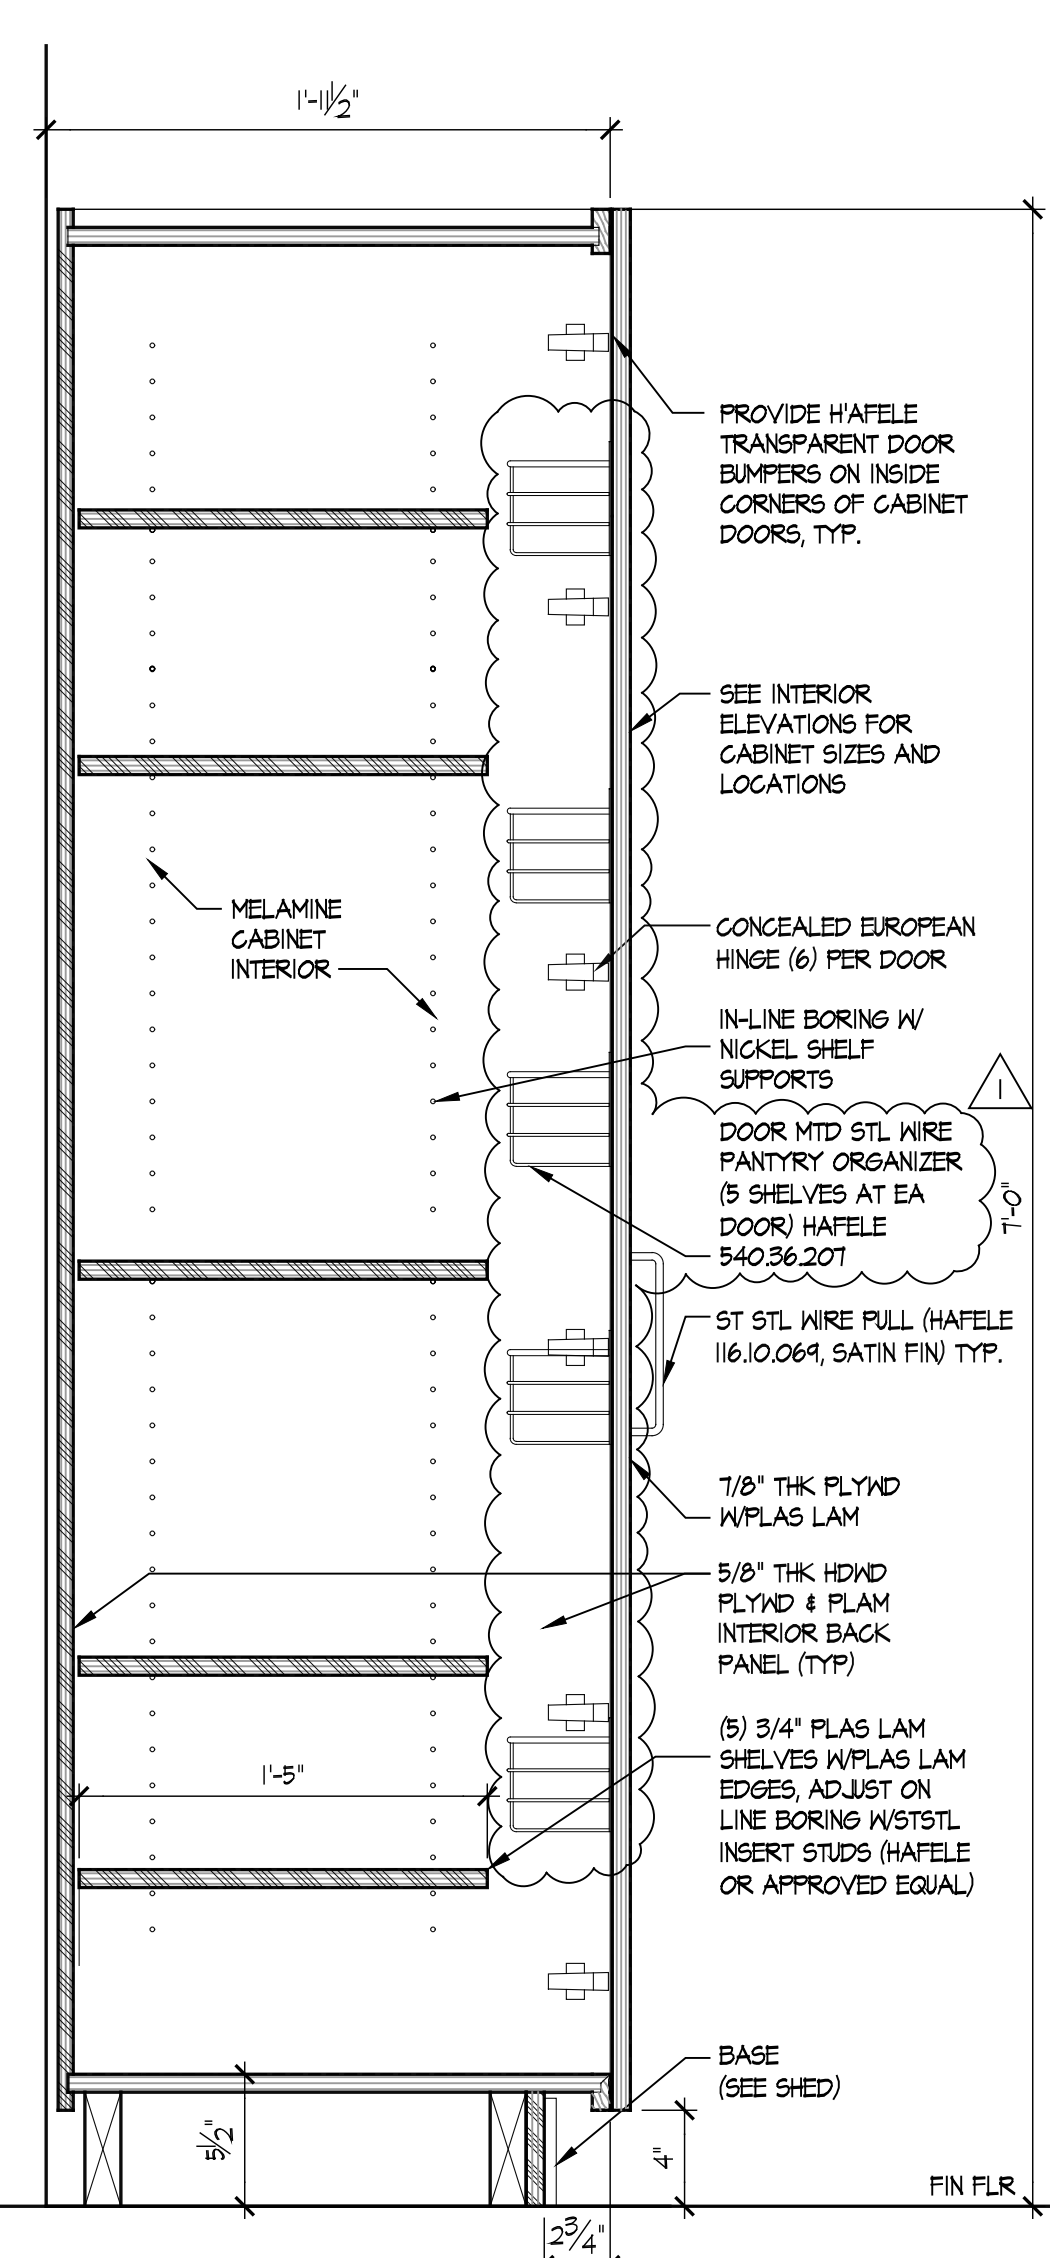 1'-11 1/2"
PROVIDE H'AFELE
TRANSPARENT DOOR
BUMPERS ON INSIDE
CORNERS OF CABINET
DOORS, TYP.
SEE INTERIOR
ELEVATIONS FOR
CABINET SIZES AND
LOCATIONS
MELAMINE
CABINET
INTERIOR
CONCEALED EUROPEAN
HINGE (6) PER DOOR
IN-LINE BORING W/
NICKEL SHELF
SUPPORTS
1
DOOR MTD STL WIRE
PANTYRY ORGANIZER
(5 SHELVES AT EA
DOOR) HAFELE
540.36.207
7'-0"
ST STL WIRE PULL (HAFELE
116.10.069, SATIN FIN) TYP.
7/8" THK PLYWD
W/PLAS LAM
5/8" THK HDWD
PLYWD & PLAM
INTERIOR BACK
PANEL (TYP)
(5) 3/4" PLAS LAM
SHELVES W/PLAS LAM
EDGES, ADJUST ON
LINE BORING W/STSTL
INSERT STUDS (HAFELE
OR APPROVED EQUAL)
1'-5"
BASE
(SEE SHED)
5 1/2"
4"
FIN FLR
2 3/4"